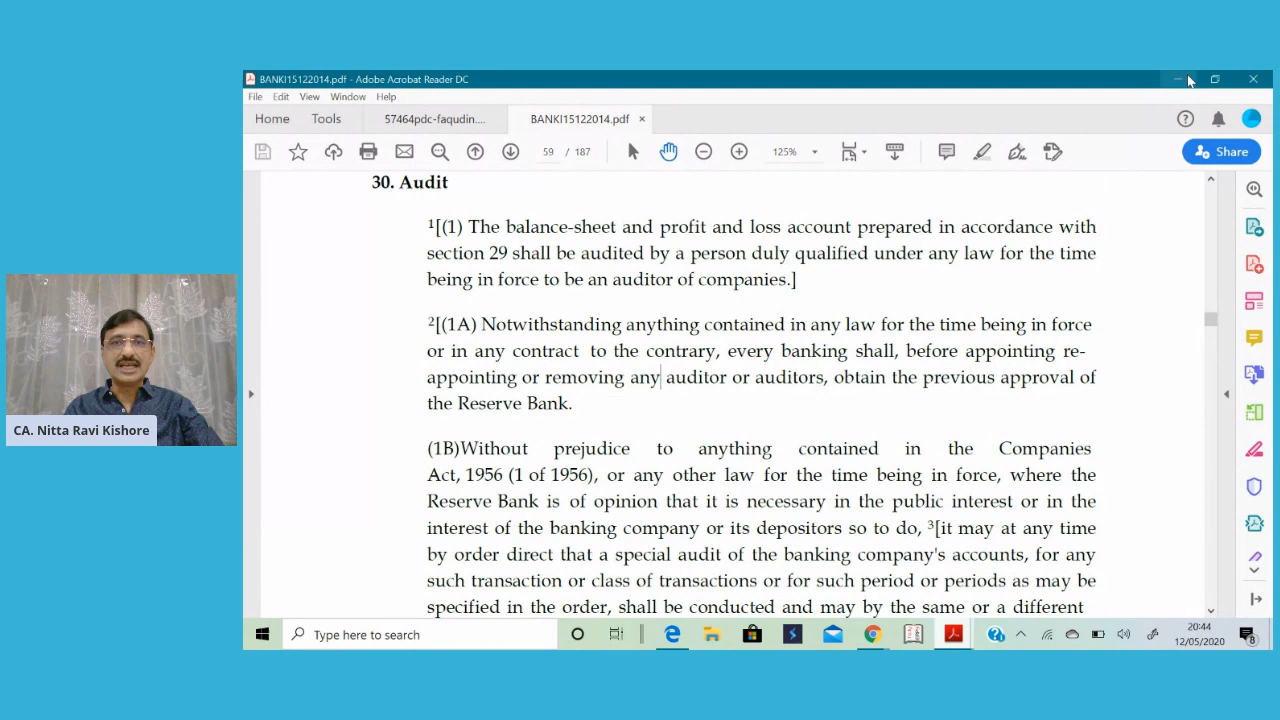 BANKI15122014.pdf - Adobe Acrobat Reader DC
File Edit View Window Help
Home Tools 57464pdc-faqudin.... BANKI15122014.pdf ×
59 / 187 125% Share
30. Audit
1[(1) The balance-sheet and profit and loss account prepared in accordance with
section 29 shall be audited by a person duly qualified under any law for the time
being in force to be an auditor of companies.]
2[(1A) Notwithstanding anything contained in any law for the time being in force
or in any contract to the contrary, every banking shall, before appointing re-
appointing or removing any auditor or auditors, obtain the previous approval of
the Reserve Bank.
CA. Nitta Ravi Kishore
(1B)Without prejudice to anything contained in the Companies
Act, 1956 (1 of 1956), or any other law for the time being in force, where the
Reserve Bank is of opinion that it is necessary in the public interest or in the
interest of the banking company or its depositors so to do, 3[it may at any time
by order direct that a special audit of the banking company's accounts, for any
such transaction or class of transactions or for such period or periods as may be
specified in the order, shall be conducted and may by the same or a different
Type here to search
20:44
12/05/2020
8